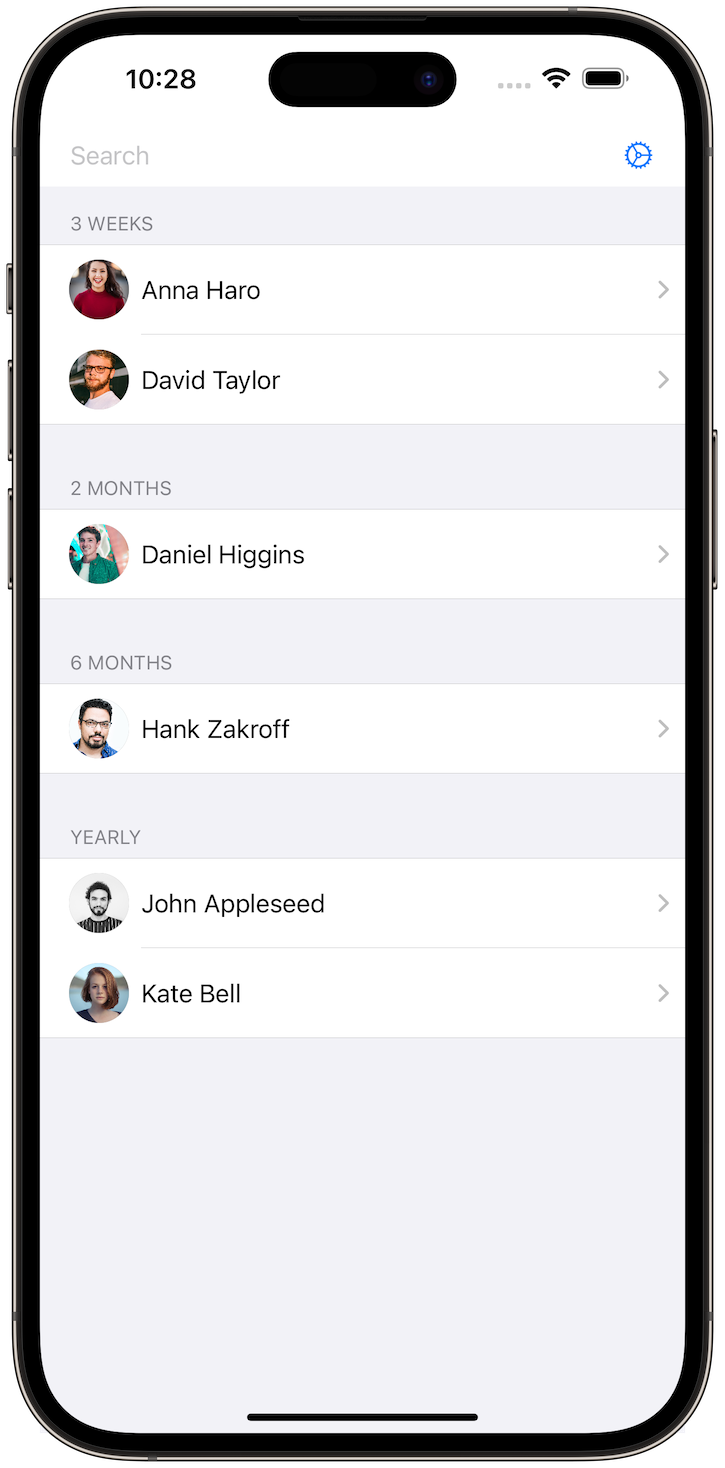 10:28
Search
3 WEEKS
Anna Haro
David Taylor
2 MONTHS
Daniel Higgins
6 MONTHS
Hank Zakroff
YEARLY
John Appleseed
Kate Bell